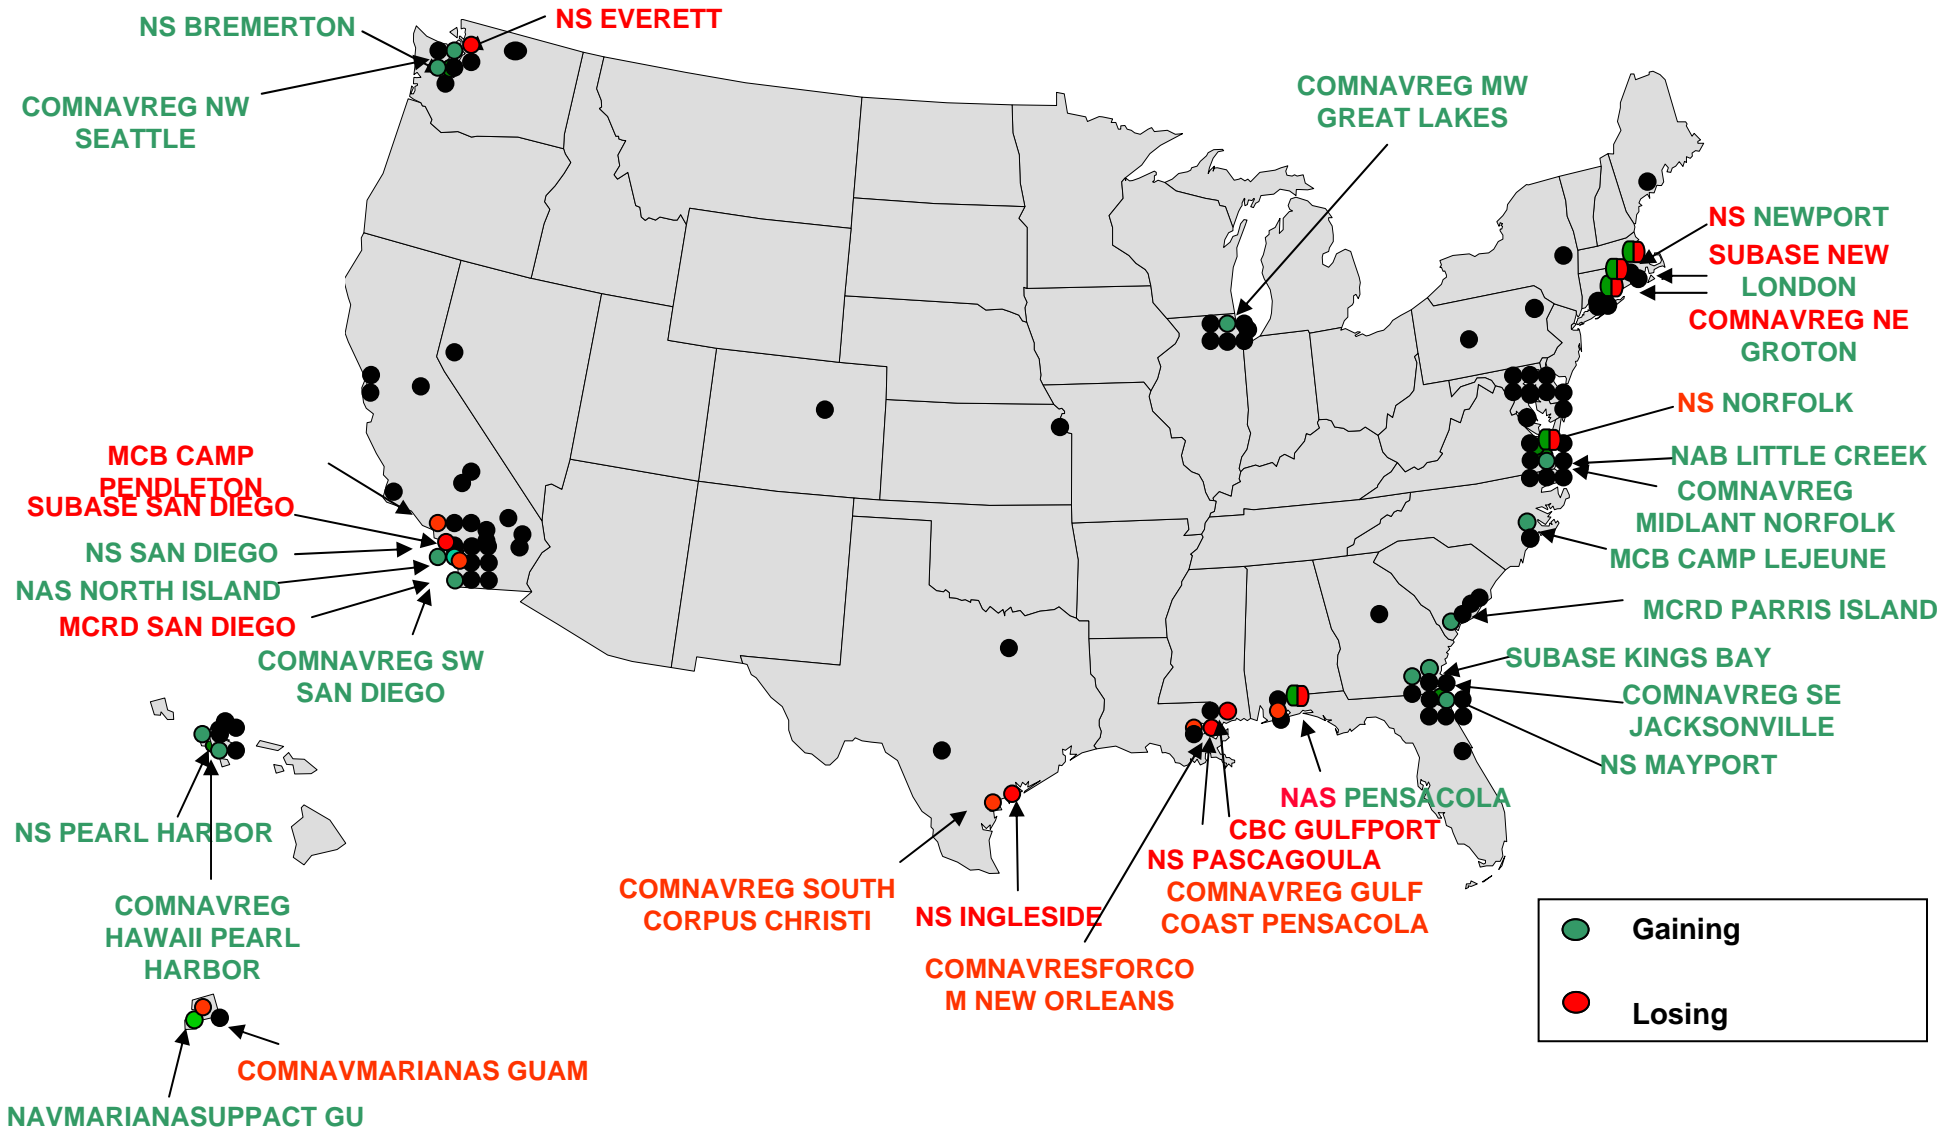 NS BREMERTON
NS EVERETT
COMNAVREG NW
SEATTLE
COMNAVREG MW
GREAT LAKES
NS NEWPORT
SUBASE NEW
LONDON
COMNAVREG NE
GROTON
NS NORFOLK
NAB LITTLE CREEK
COMNAVREG
MIDLANT NORFOLK
MCB CAMP LEJEUNE
MCRD PARRIS ISLAND
SUBASE KINGS BAY
COMNAVREG SE
JACKSONVILLE
NS MAYPORT
MCB CAMP
PENDLETON
SUBASE SAN DIEGO
NS SAN DIEGO
NAS NORTH ISLAND
MCRD SAN DIEGO
COMNAVREG SW
SAN DIEGO
NS PEARL HARBOR
COMNAVREG
HAWAII PEARL
HARBOR
COMNAVMARIANAS GUAM
NAVMARIANASUPPACT GU
COMNAVREG SOUTH
CORPUS CHRISTI
NS INGLESIDE
NAS PENSACOLA
CBC GULFPORT
NS PASCAGOULA
COMNAVREG GULF
COAST PENSACOLA
COMNAVRESFORCO
M NEW ORLEANS
Gaining
Losing